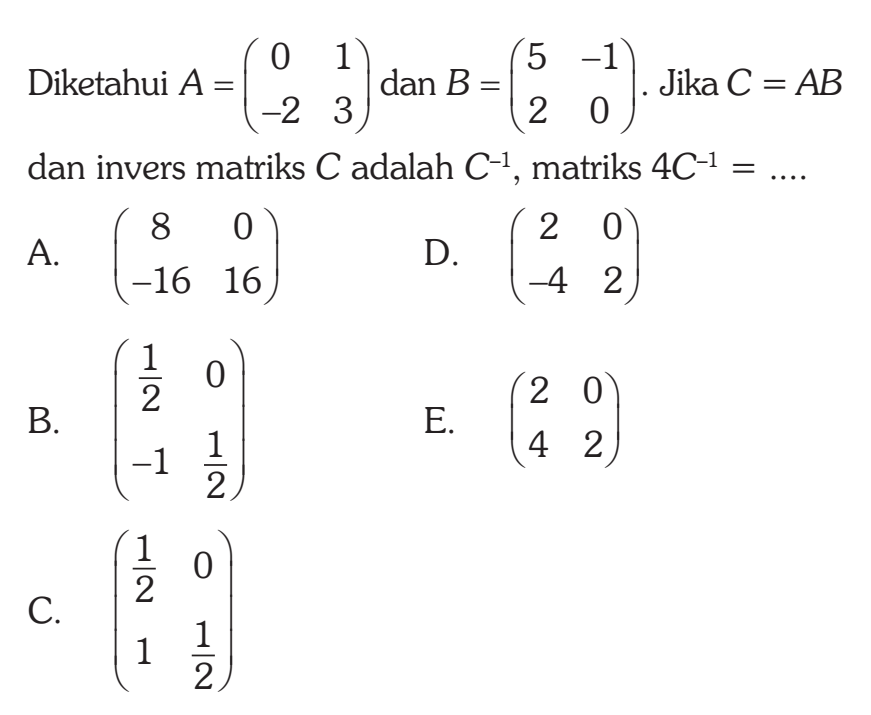 Diketahui A = \begin{pmatrix} 0 & 1 \\ –2 & 3 \end{pmatrix} dan B = \begin{pmatrix} 5 & –1 \\ 2 & 0 \end{pmatrix}. Jika C = AB
dan invers matriks C adalah C^{–1}, matriks 4C^{–1} = ....
A. \begin{pmatrix} 8 & 0 \\ –16 & 16 \end{pmatrix}
B. \begin{pmatrix} \frac{1}{2} & 0 \\ –1 & \frac{1}{2} \end{pmatrix}
C. \begin{pmatrix} \frac{1}{2} & 0 \\ 1 & \frac{1}{2} \end{pmatrix}
D. \begin{pmatrix} 2 & 0 \\ –4 & 2 \end{pmatrix}
E. \begin{pmatrix} 2 & 0 \\ 4 & 2 \end{pmatrix}